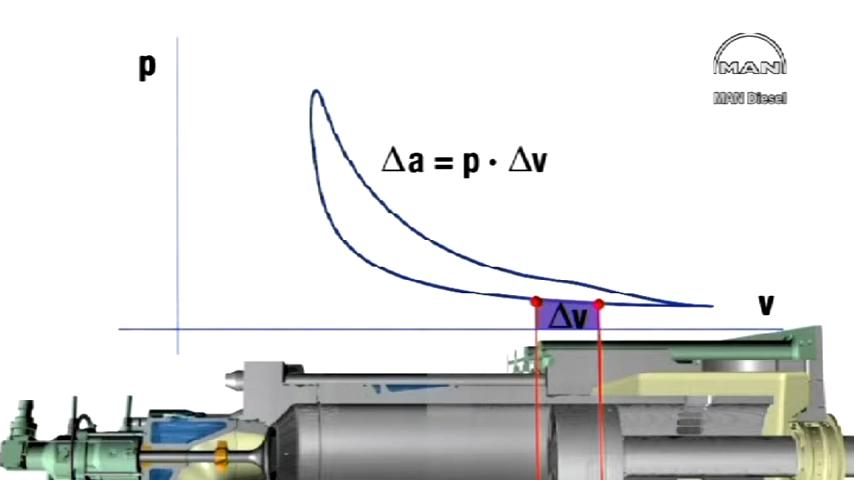 p
MAN
MAN Diesel
Δa = p · Δv
v
Δv